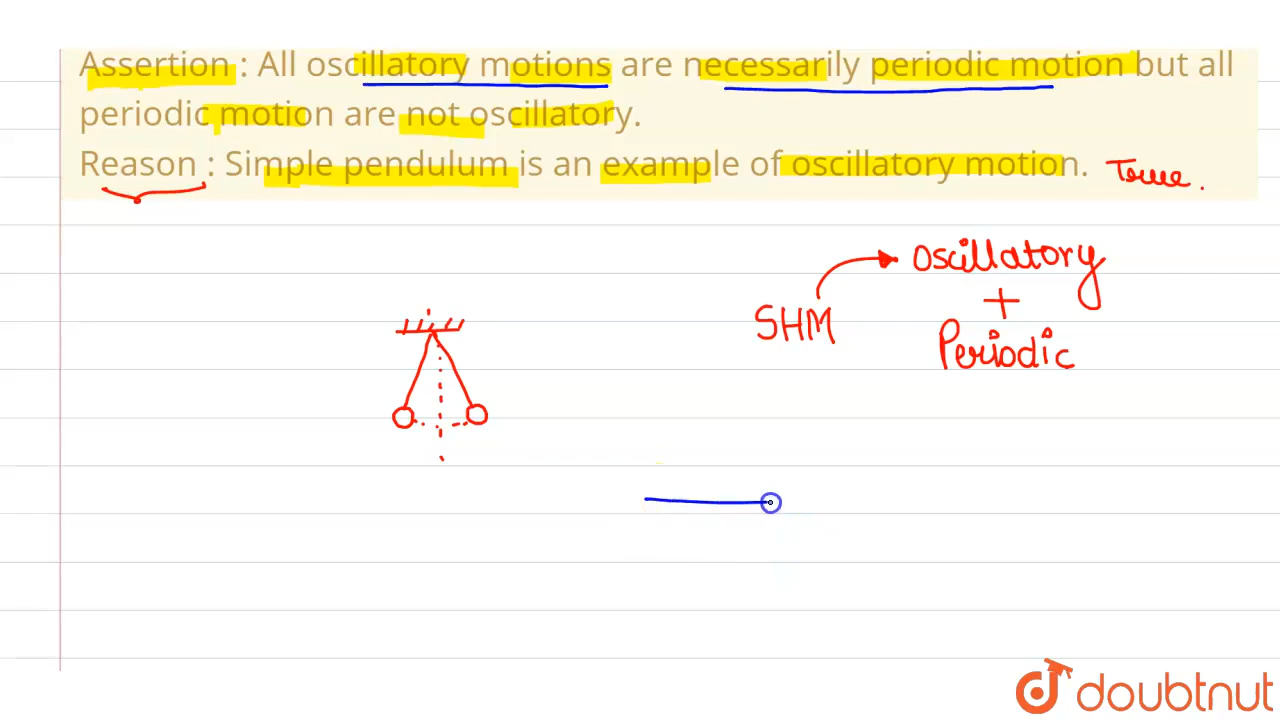 Assertion : All oscillatory motions are necessarily periodic motion but all
periodic motion are not oscillatory.
Reason : Simple pendulum is an example of oscillatory motion. True.
Oscillatory
+
SHM
Periodic
doubtnut